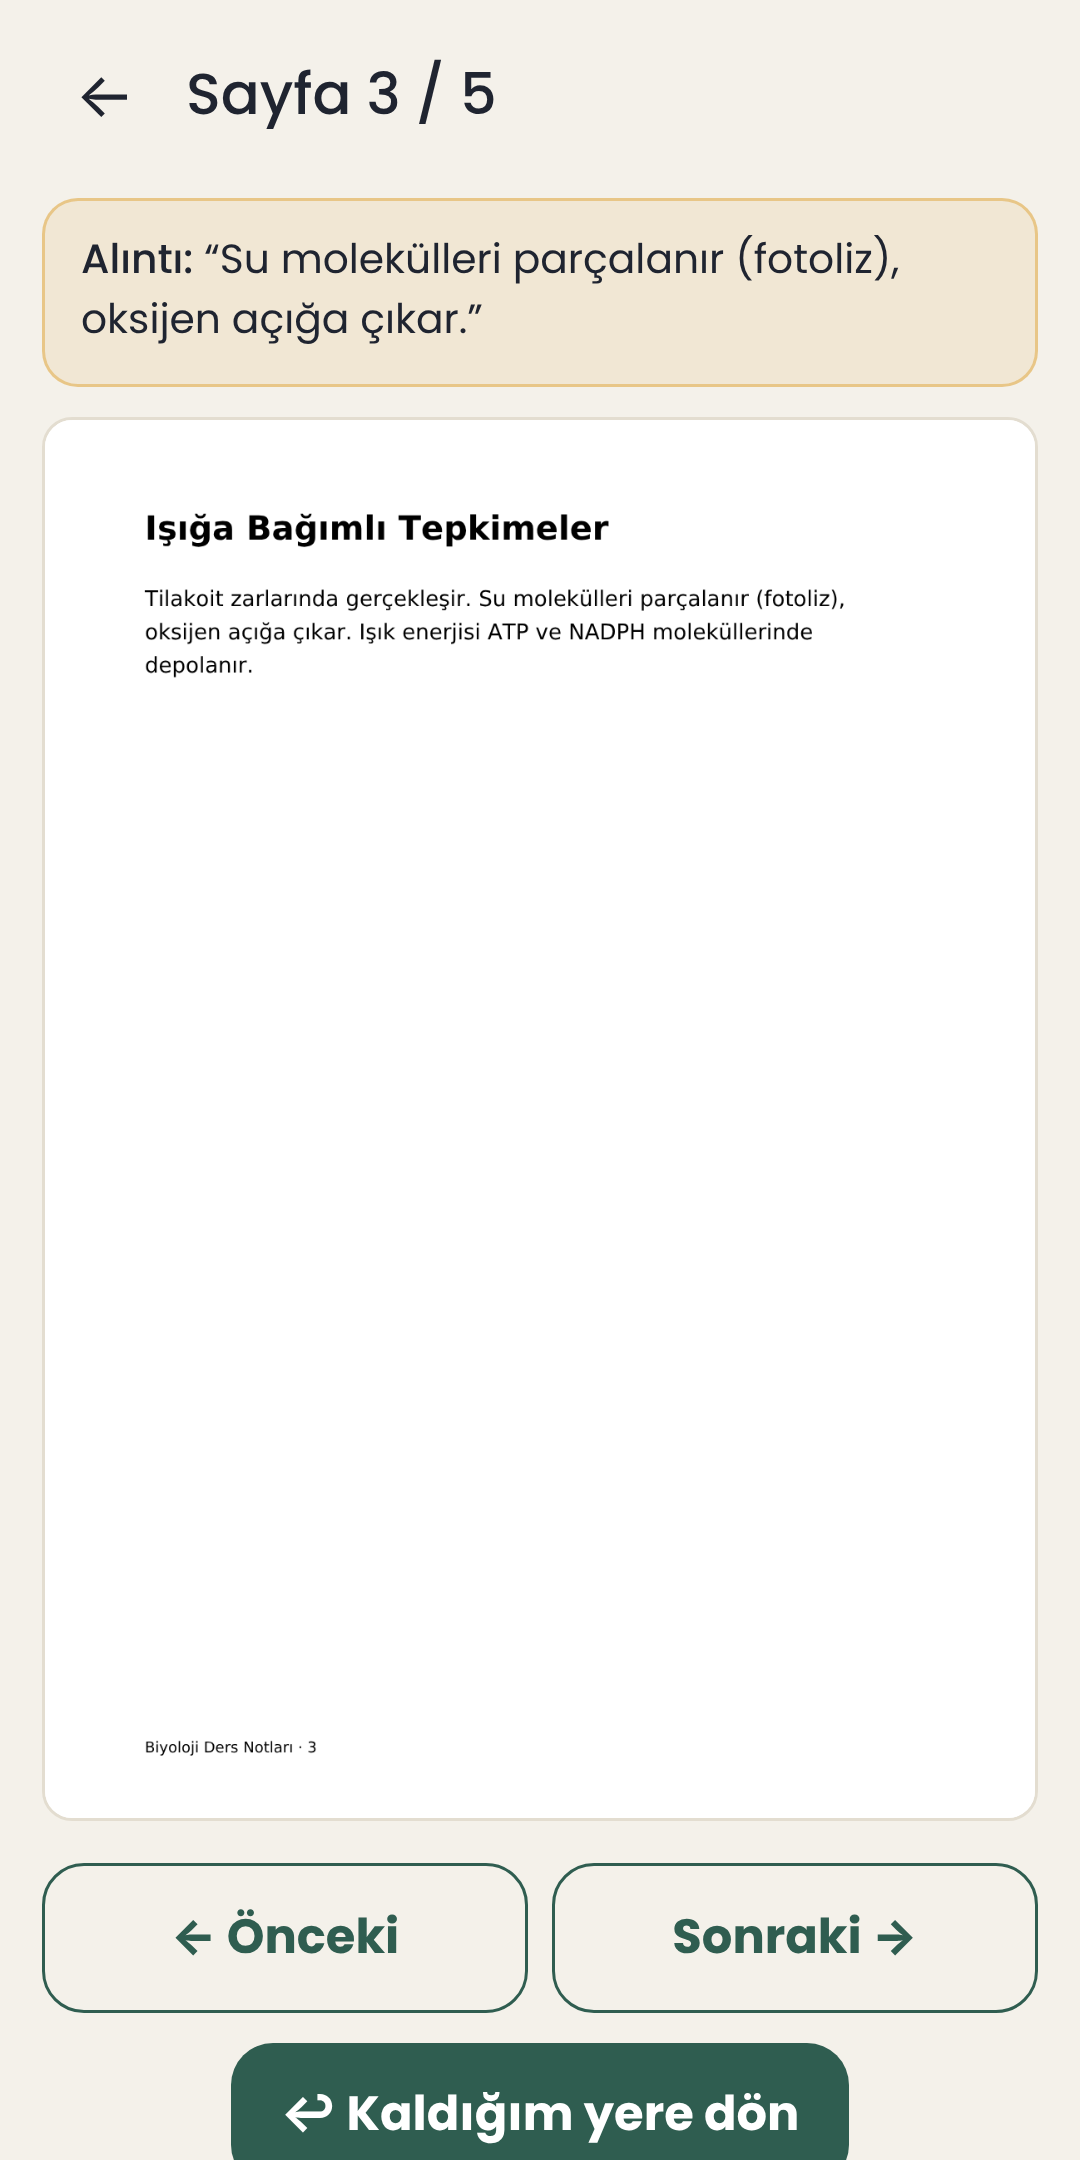 ← Sayfa 3 / 5
Alıntı: “Su molekülleri parçalanır (fotoliz),
oksijen açığa çıkar.”
Işığa Bağımlı Tepkimeler
Tilakoit zarlarında gerçekleşir. Su molekülleri parçalanır (fotoliz),
oksijen açığa çıkar. Işık enerjisi ATP ve NADPH moleküllerinde
depolanır.
Biyoloji Ders Notları · 3
← Önceki
Sonraki →
↩ Kaldığım yere dön